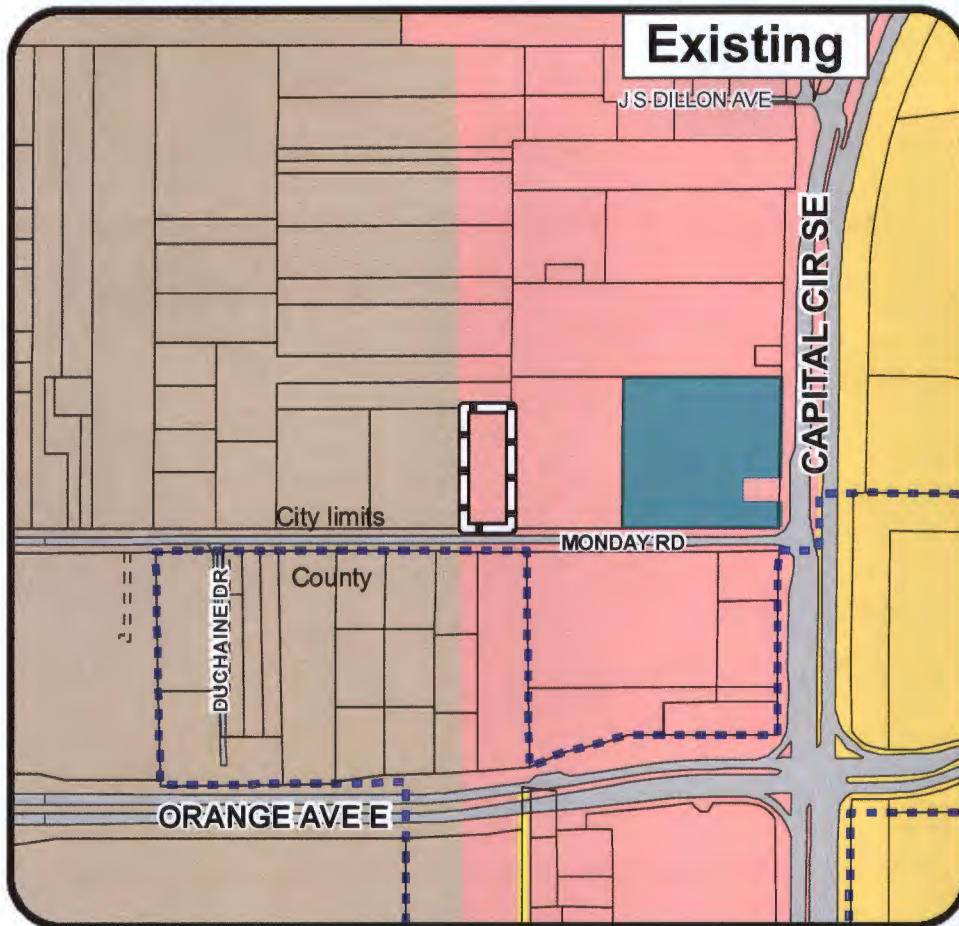 Existing
J S DILLON AVE
CAPITAL CIR SE
City limits
MONDAY RD
County
DUCHAINE DR
ORANGE AVE E